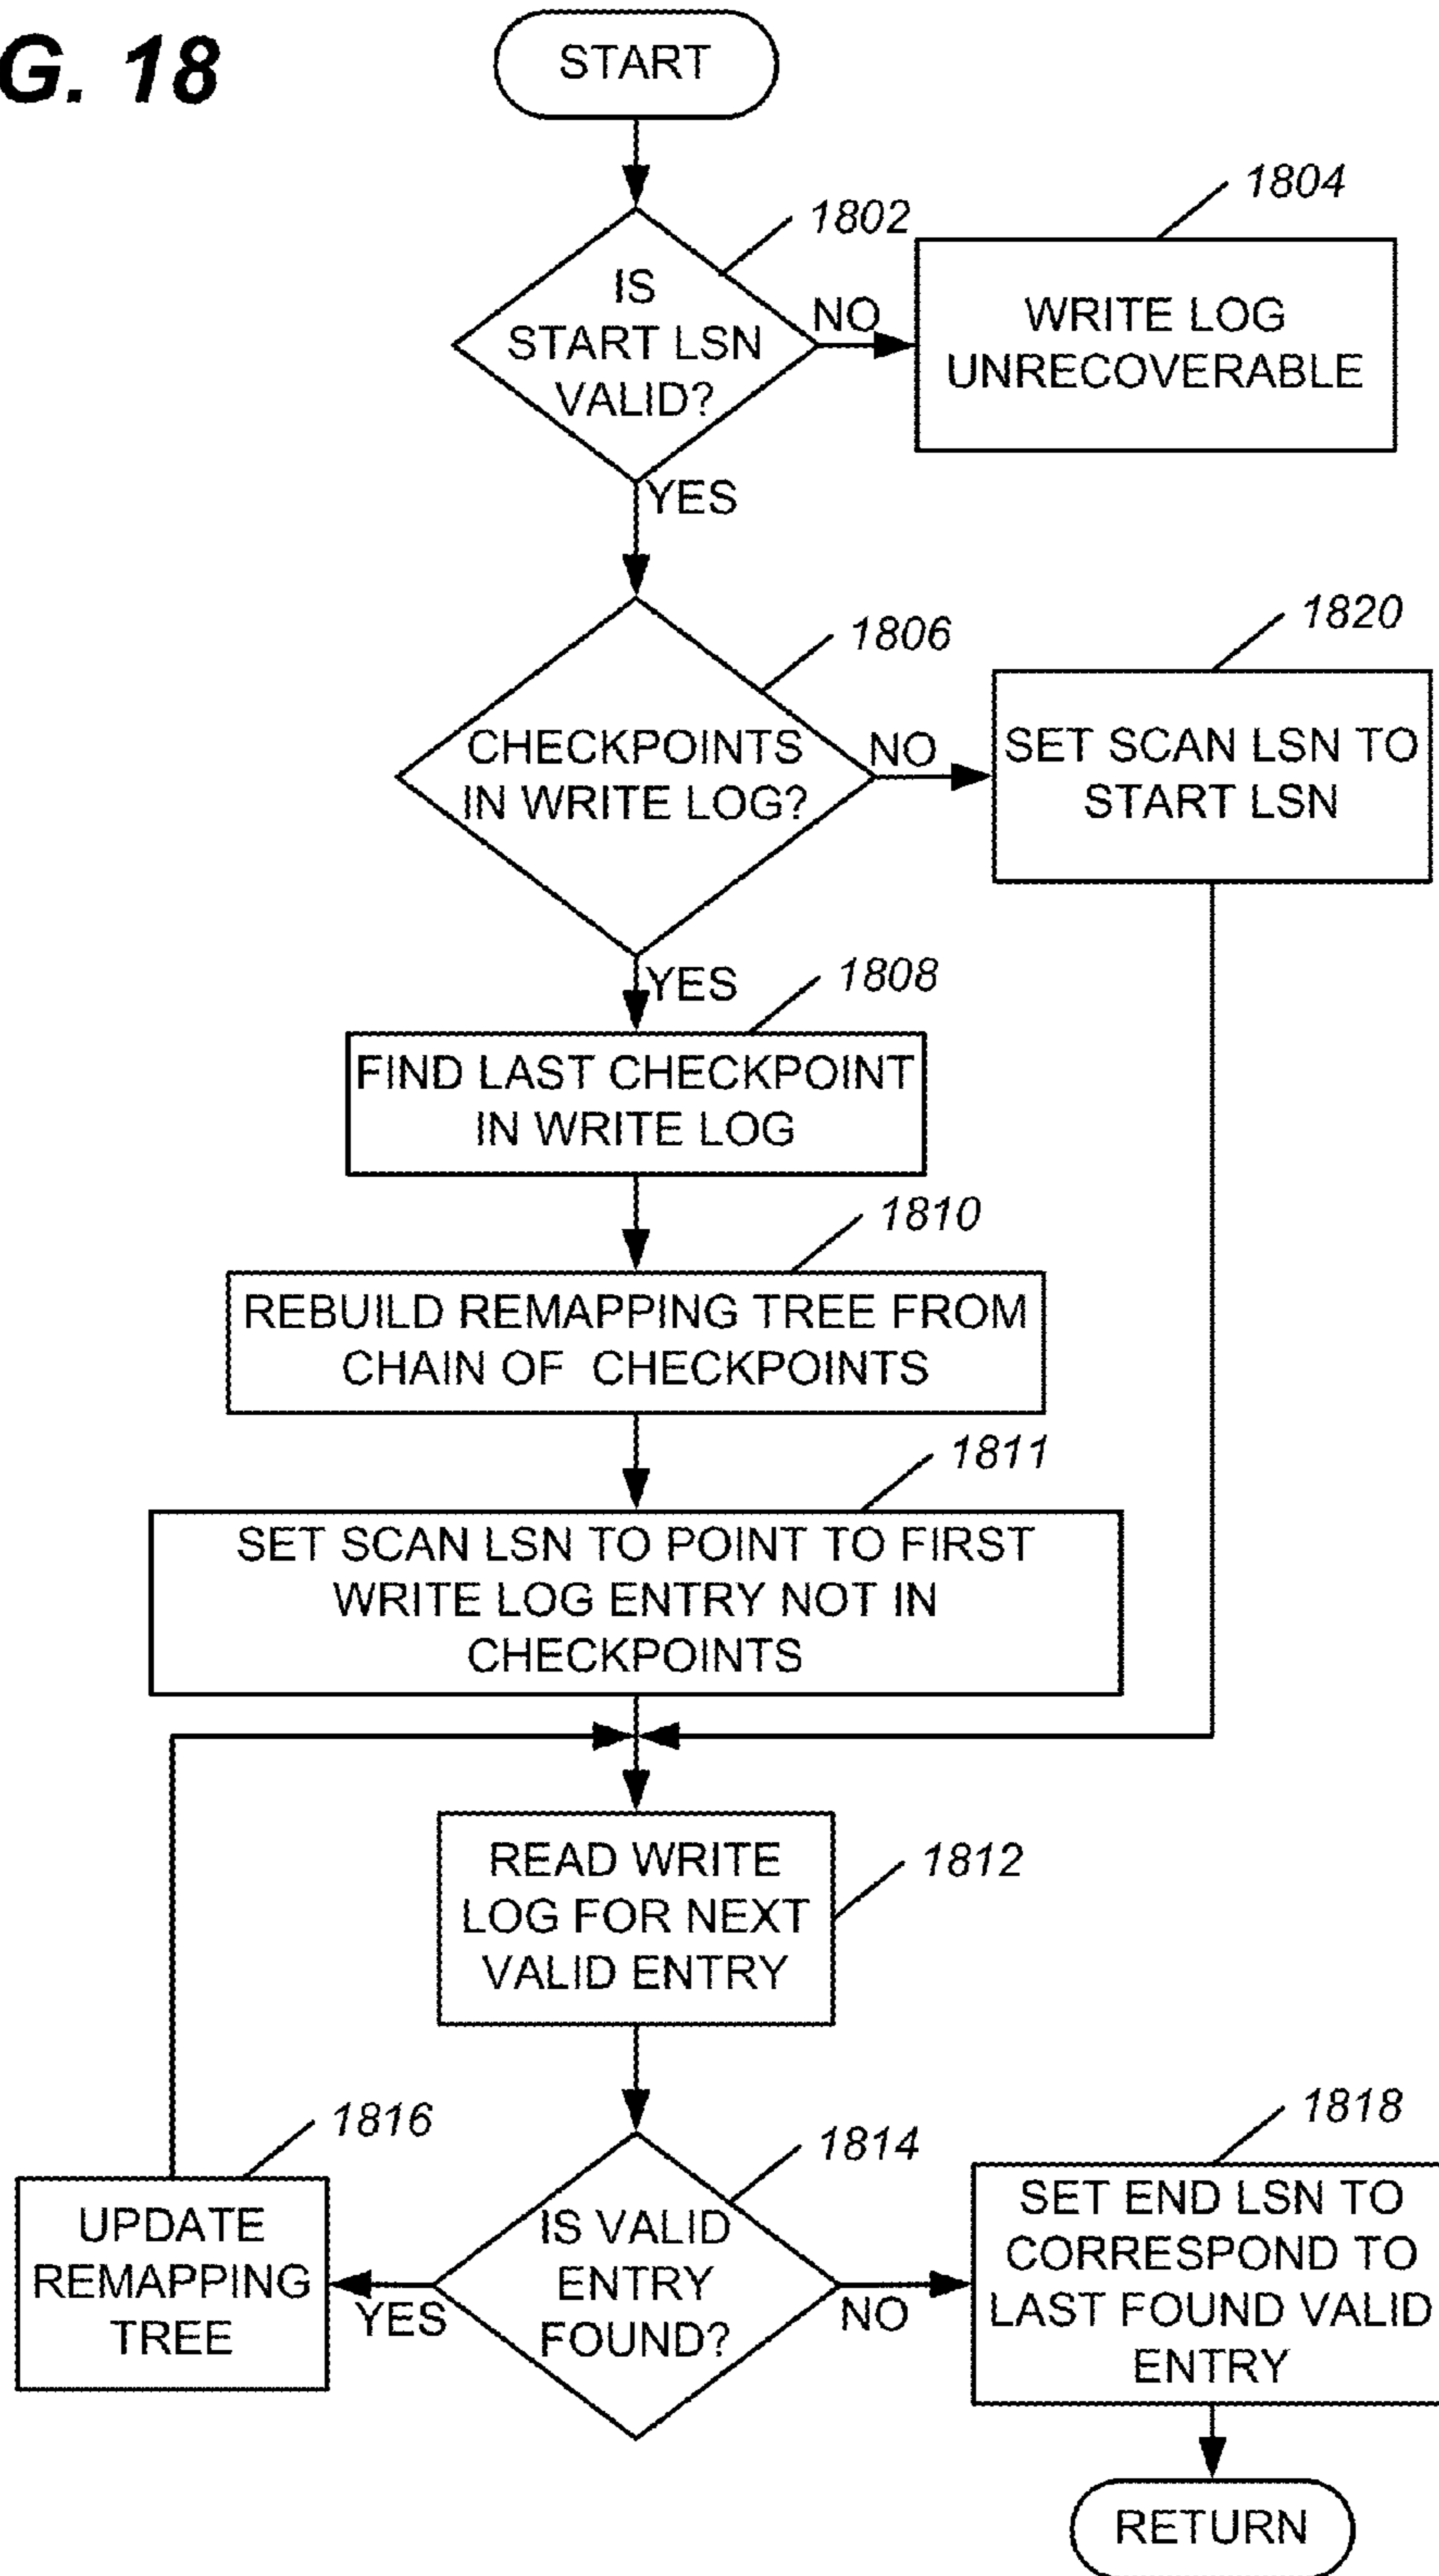 G. 18
START
1802
1804
IS
START LSN
VALID?
NO
WRITE LOG
UNRECOVERABLE
YES
1806
1820
CHECKPOINTS
IN WRITE LOG?
NO
SET SCAN LSN TO
START LSN
YES
1808
FIND LAST CHECKPOINT
IN WRITE LOG
1810
REBUILD REMAPPING TREE FROM
CHAIN OF CHECKPOINTS
1811
SET SCAN LSN TO POINT TO FIRST
WRITE LOG ENTRY NOT IN
CHECKPOINTS
READ WRITE
LOG FOR NEXT
VALID ENTRY
1812
1816
1814
1818
UPDATE
REMAPPING
TREE
YES
IS VALID
ENTRY
FOUND?
NO
SET END LSN TO
CORRESPOND TO
LAST FOUND VALID
ENTRY
RETURN